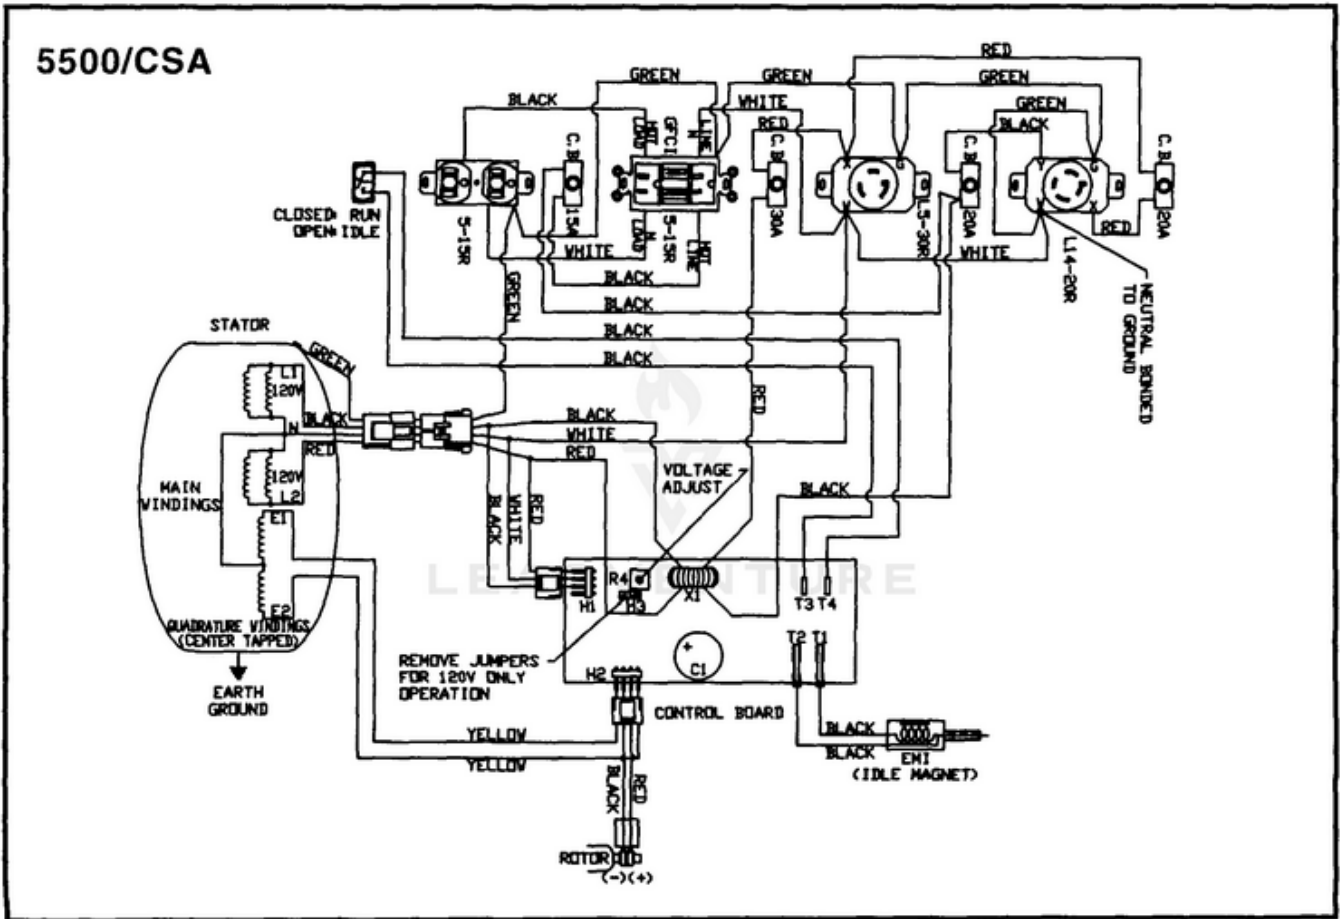 5500/CSA
RED
GREEN
GREEN
GREEN
BLACK
WHITE
GREEN
RED
BLACK
HOT
LOAD
GFCI
LINE
N
C.B.
15A
C.B.
30A
C.B.
20A
C.B.
20A
CLOSED: RUN
OPEN: IDLE
5-15R
LOAD
N
5-15R
HOT
LINE
X
G
W
L5-30R
Y
G
W
X
RED
L14-20R
WHITE
WHITE
BLACK
BLACK
GREEN
BLACK
BLACK
NEUTRAL BONDED
TO GROUND
STATOR
GREEN
L1
120V
BLACK
N
RED
120V
L2
MAIN
WINDINGS
E1
E2
QUADRATURE WINDINGS
(CENTER TAPPED)
EARTH
GROUND
BLACK
WHITE
RED
RED
VOLTAGE
ADJUST
BLACK
BLACK
WHITE
RED
LEADVENTURE
R4
H1
H3
X1
T3 T4
T2 T1
+
C1
REMOVE JUMPERS
FOR 120V ONLY
OPERATION
H2
CONTROL BOARD
YELLOW
YELLOW
BLACK
RED
BLACK
BLACK
EM1
(IDLE MAGNET)
ROTOR
(-)(+)